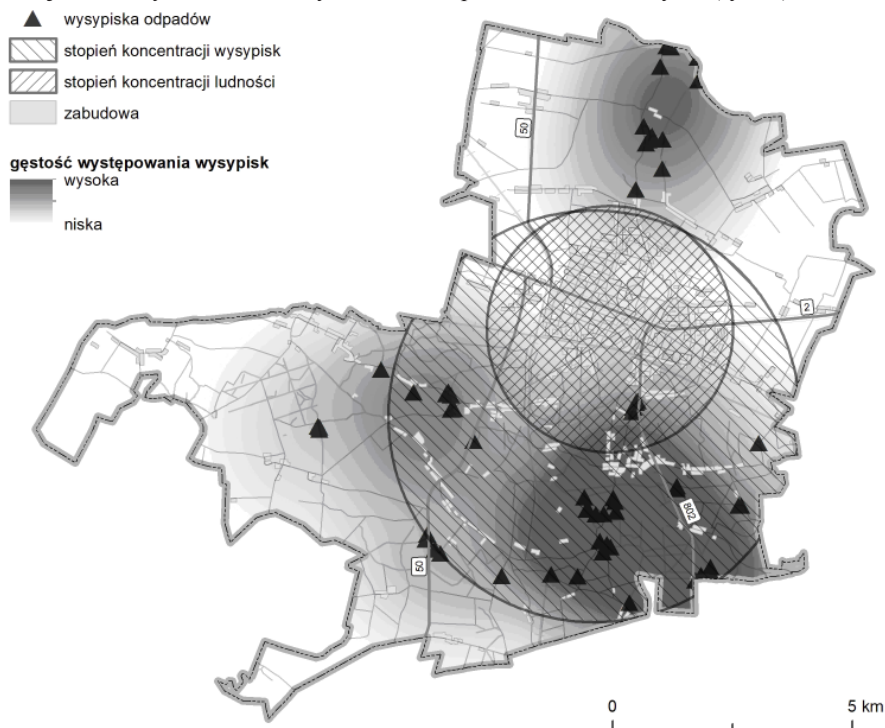 wysypiska odpadów
stopień koncentracji wysypisk
stopień koncentracji ludności
zabudowa
gęstość występowania wysypisk
wysoka
niska
50
2
802
50
0 5 km